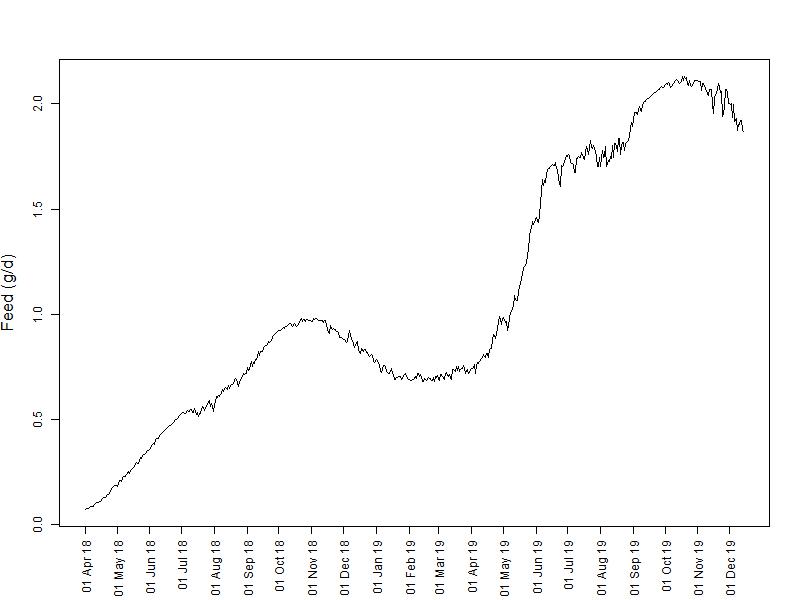 Feed (g/d)
2.0
1.5
1.0
0.5
0.0
01 Apr 18
01 May 18
01 Jun 18
01 Jul 18
01 Aug 18
01 Sep 18
01 Oct 18
01 Nov 18
01 Dec 18
01 Jan 19
01 Feb 19
01 Mar 19
01 Apr 19
01 May 19
01 Jun 19
01 Jul 19
01 Aug 19
01 Sep 19
01 Oct 19
01 Nov 19
01 Dec 19